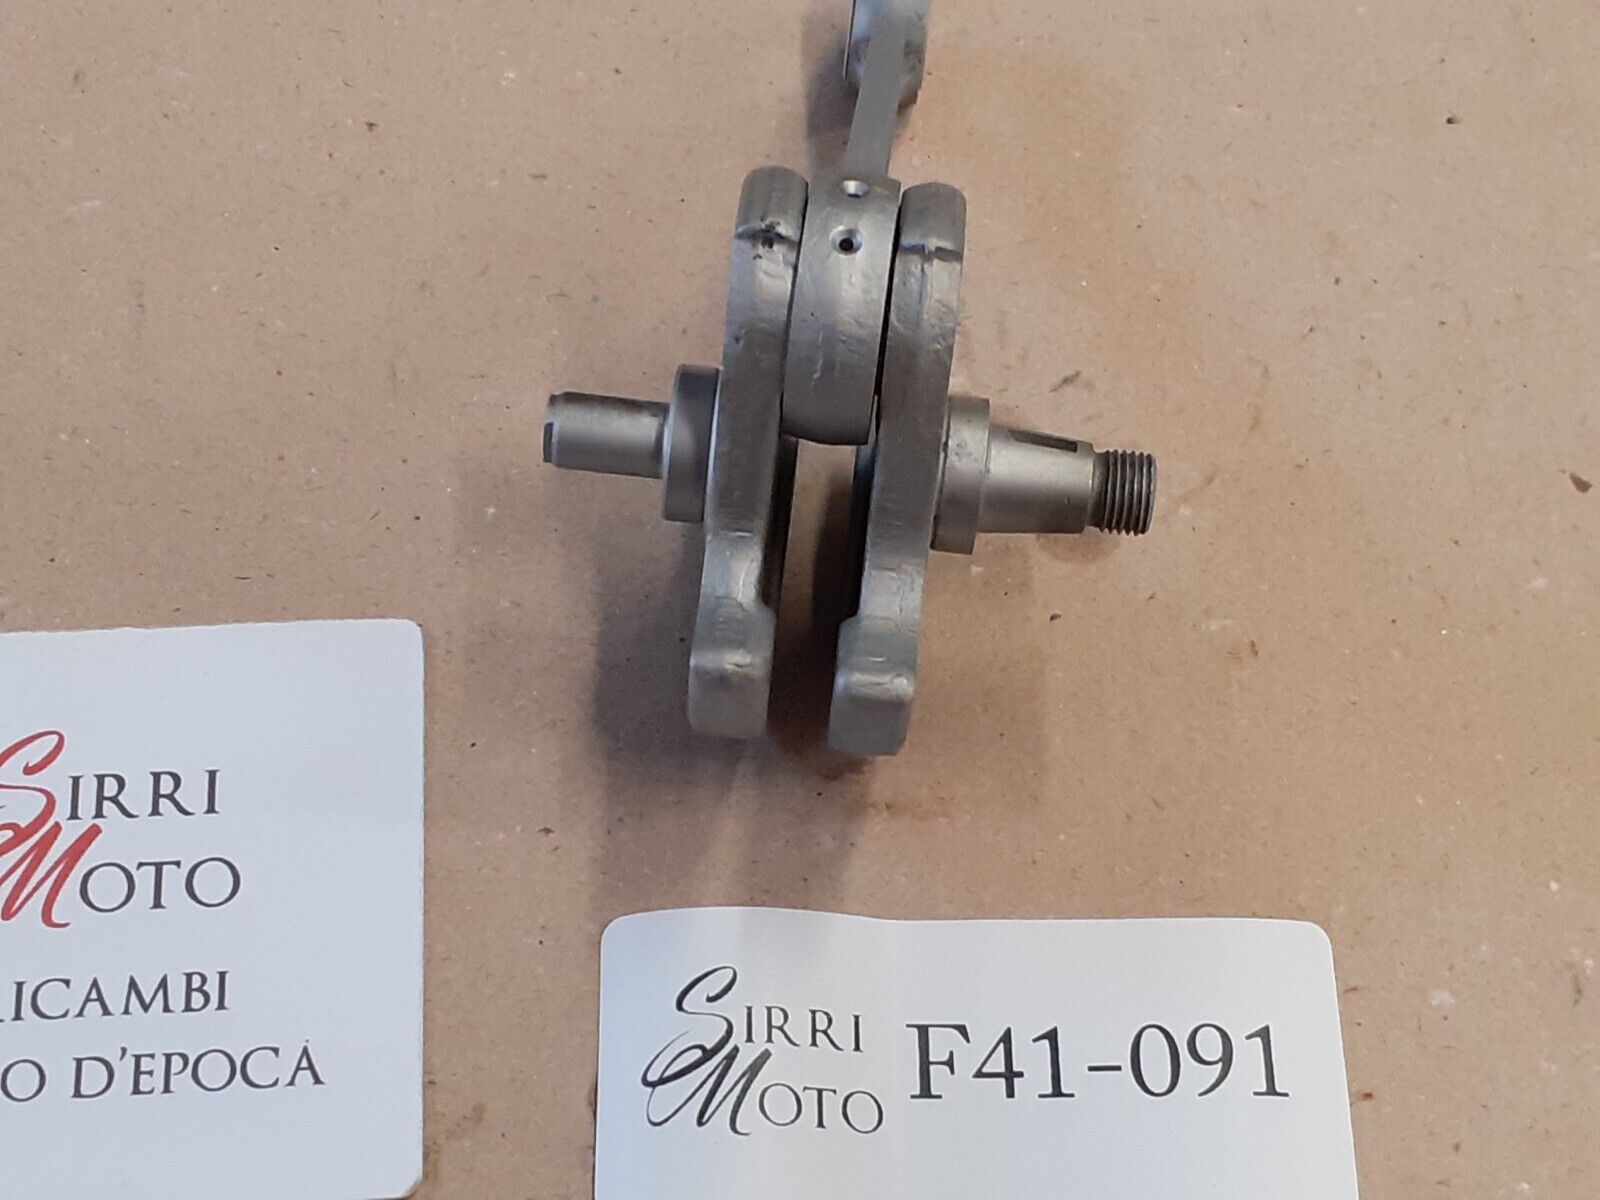 SIRRI
MOTO
ICAMBI
O D'EPOCA
SIRRI
MOTO
F41-091